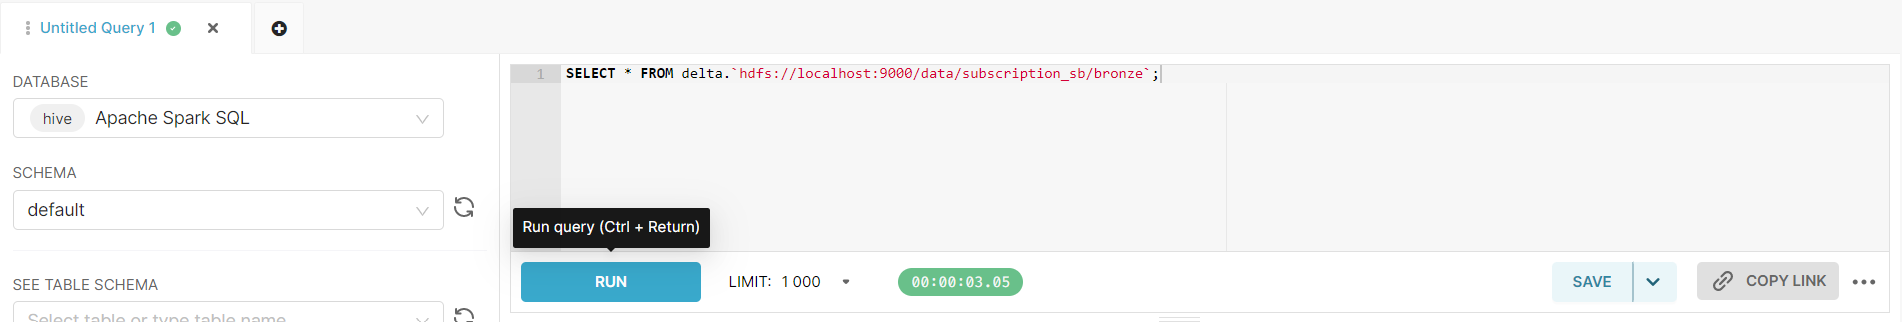 Untitled Query 1
DATABASE
hive Apache Spark SQL
SCHEMA
default
SEE TABLE SCHEMA
Select table or type table name
1 SELECT * FROM delta.`hdfs://localhost:9000/data/subscription_sb/bronze`;
Run query (Ctrl + Return)
RUN LIMIT: 1 000 00:00:03.05 SAVE COPY LINK